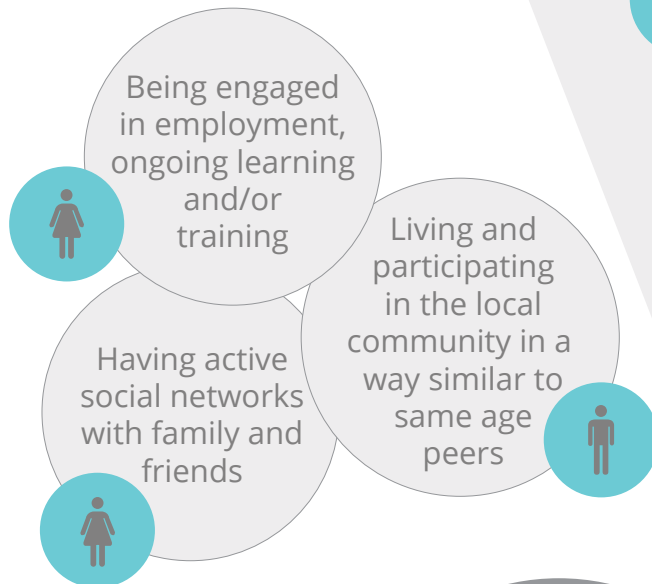 Being engaged
in employment,
ongoing learning
and/or
training
Living and
participating
in the local
community in a
way similar to
same age
peers
Having active
social networks
with family and
friends